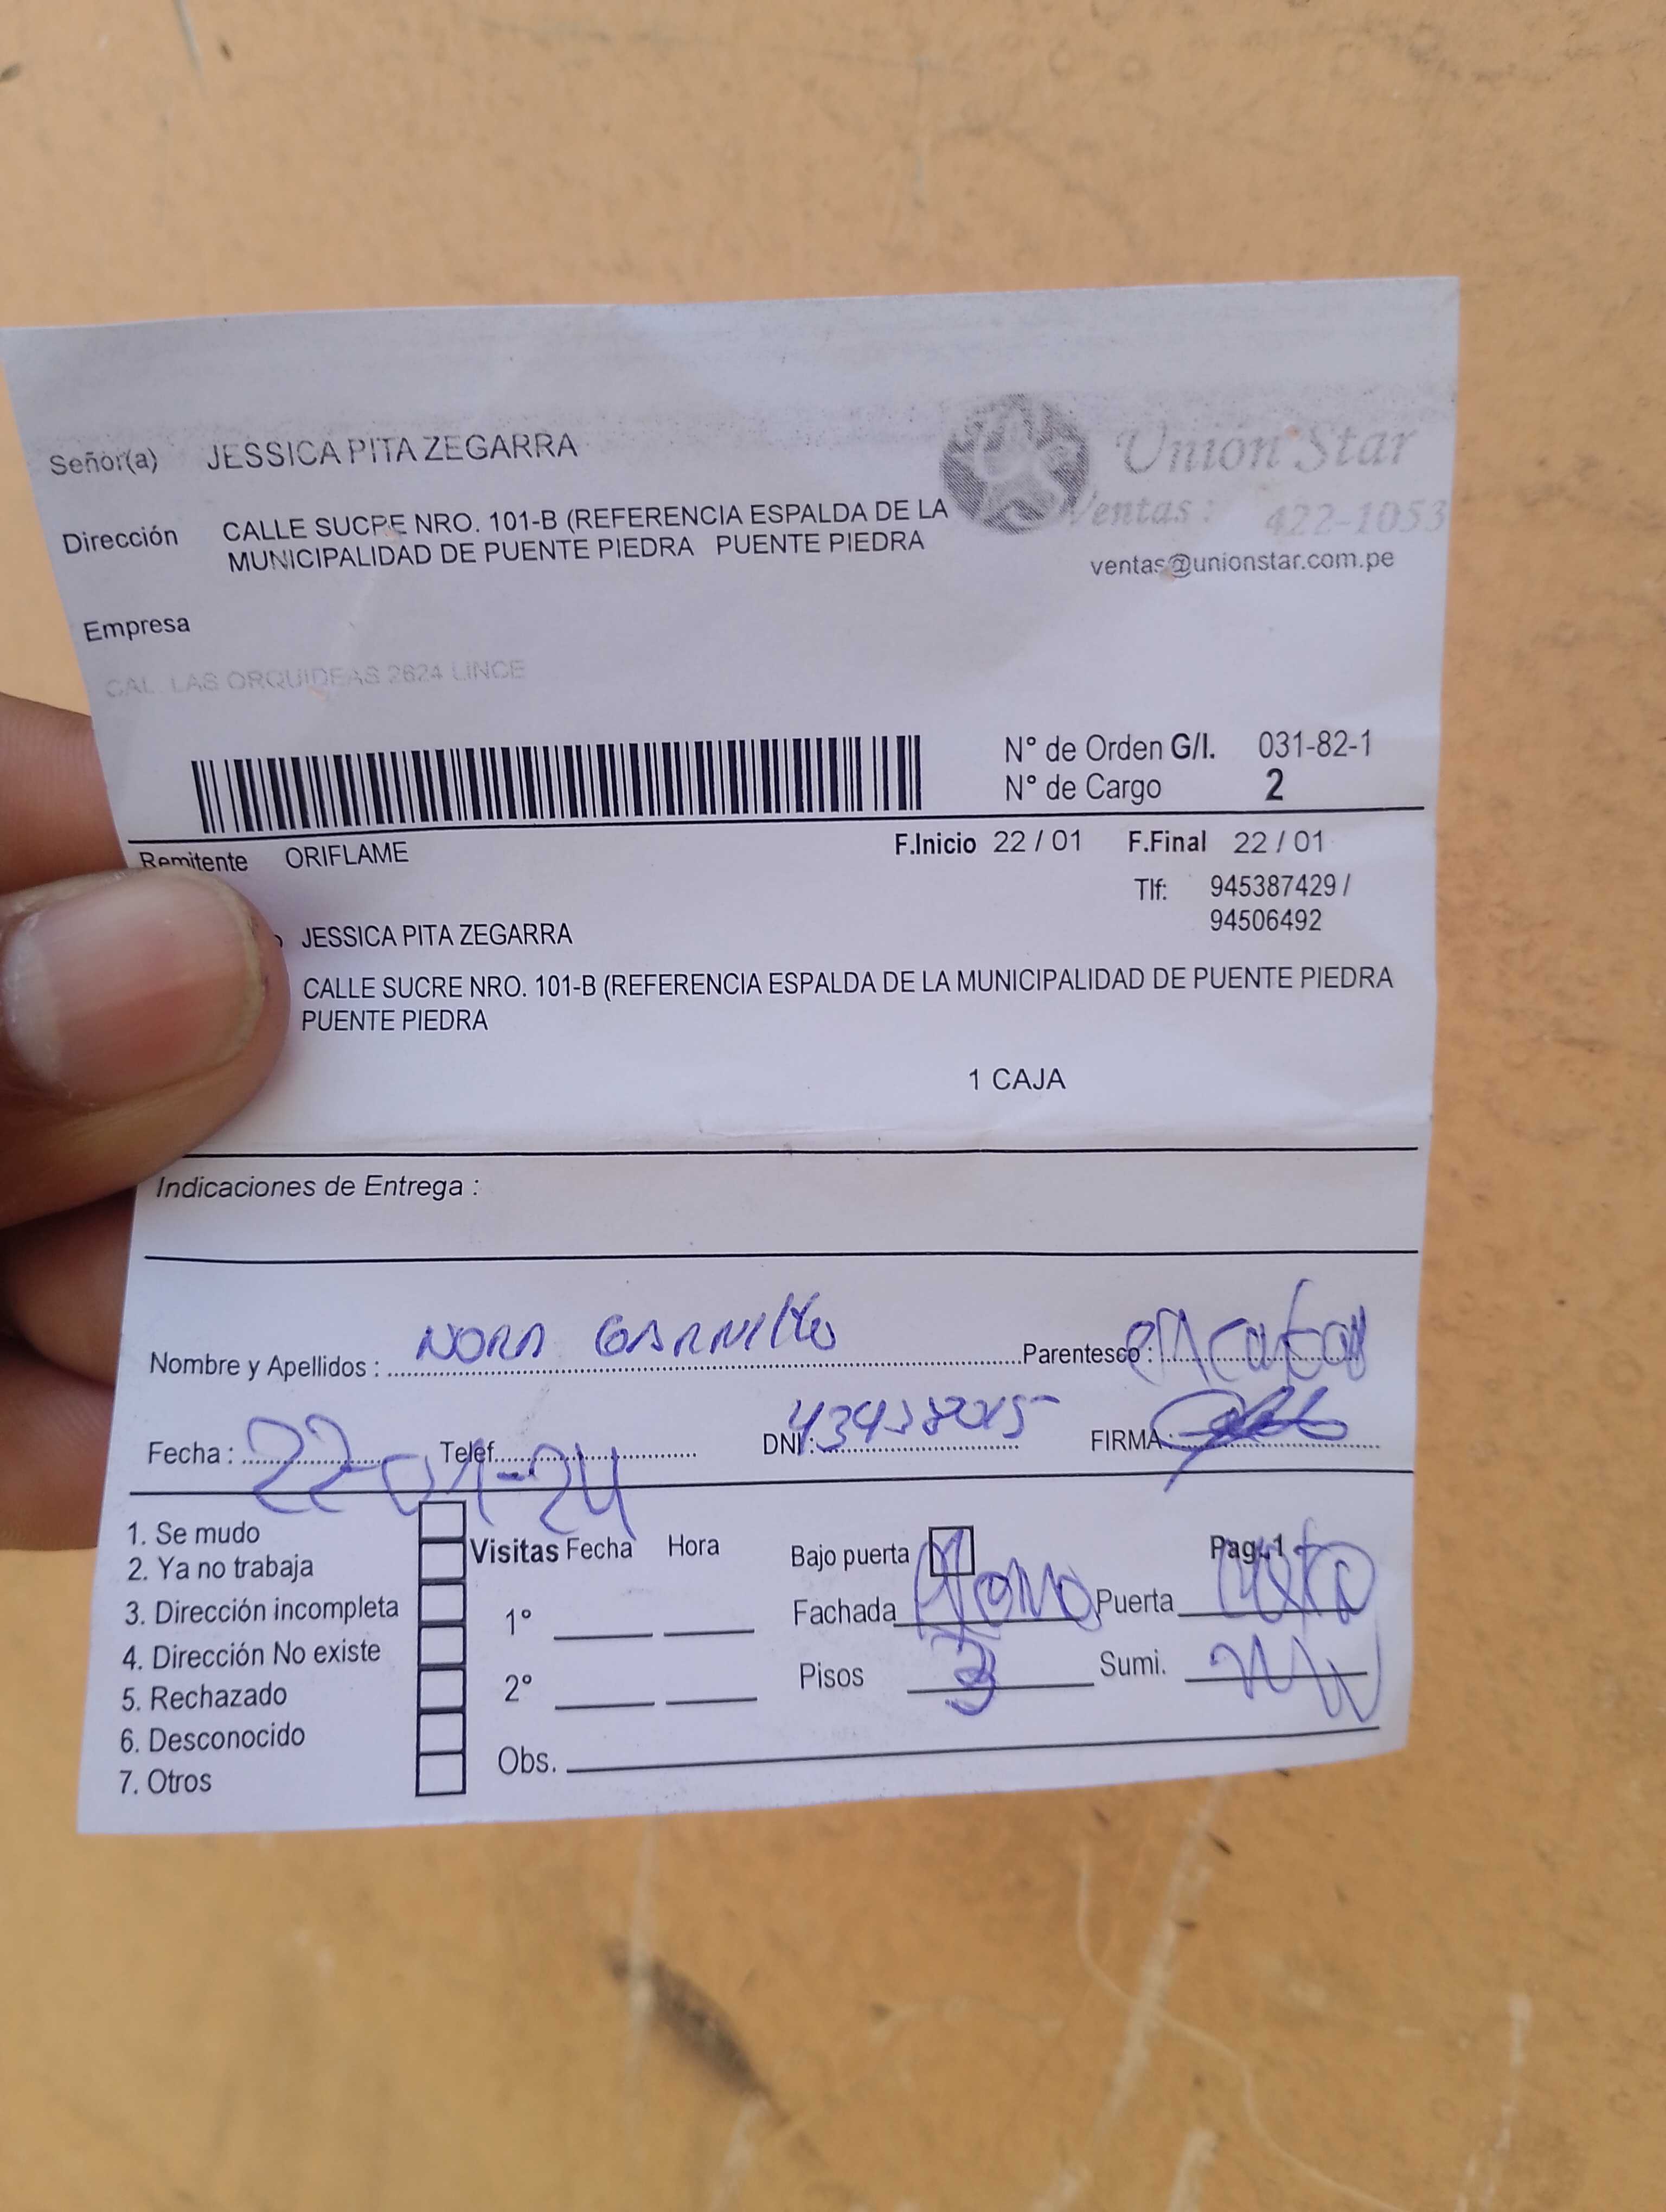 Señor(a) JESSICA PITA ZEGARRA
Unión Star
Ventas : 422-1053
Dirección CALLE SUCRE NRO. 101-B (REFERENCIA ESPALDA DE LA
MUNICIPALIDAD DE PUENTE PIEDRA PUENTE PIEDRA
ventas@unionstar.com.pe
Empresa
CAL. LAS ORQUIDEAS 2624 LINCE
N° de Orden G/I. 031-82-1
N° de Cargo 2
Remitente ORIFLAME F.Inicio 22 / 01 F.Final 22 / 01
Tlf: 945387429 /
94506492
JESSICA PITA ZEGARRA
CALLE SUCRE NRO. 101-B (REFERENCIA ESPALDA DE LA MUNICIPALIDAD DE PUENTE PIEDRA
PUENTE PIEDRA
1 CAJA
Indicaciones de Entrega :
Nombre y Apellidos : NORA Parentesco :
Fecha : 22-01-24 Telef. DNI : FIRMA :
1. Se mudo
2. Ya no trabaja
3. Dirección incompleta
4. Dirección No existe
5. Rechazado
6. Desconocido
7. Otros
Visitas Fecha Hora
1°
2°
Obs.
Bajo puerta Pag.1
Fachada Puerta
Pisos 3 Sumi.